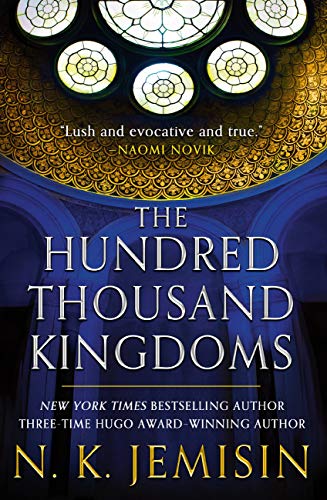 "Lush and evocative and true."
–NAOMI NOVIK
THE
HUNDRED
THOUSAND
KINGDOMS
NEW YORK TIMES BESTSELLING AUTHOR
THREE-TIME HUGO AWARD-WINNING AUTHOR
N. K. JEMISIN